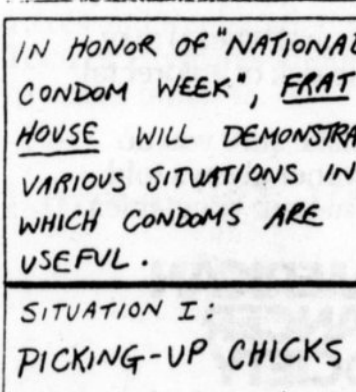 IN HONOR OF "NATIONAL
CONDOM WEEK", FRAT
HOUSE WILL DEMONSTRA
VARIOUS SITUATIONS IN
WHICH CONDOMS ARE
USEFUL.
SITUATION I:
PICKING-UP CHICKS